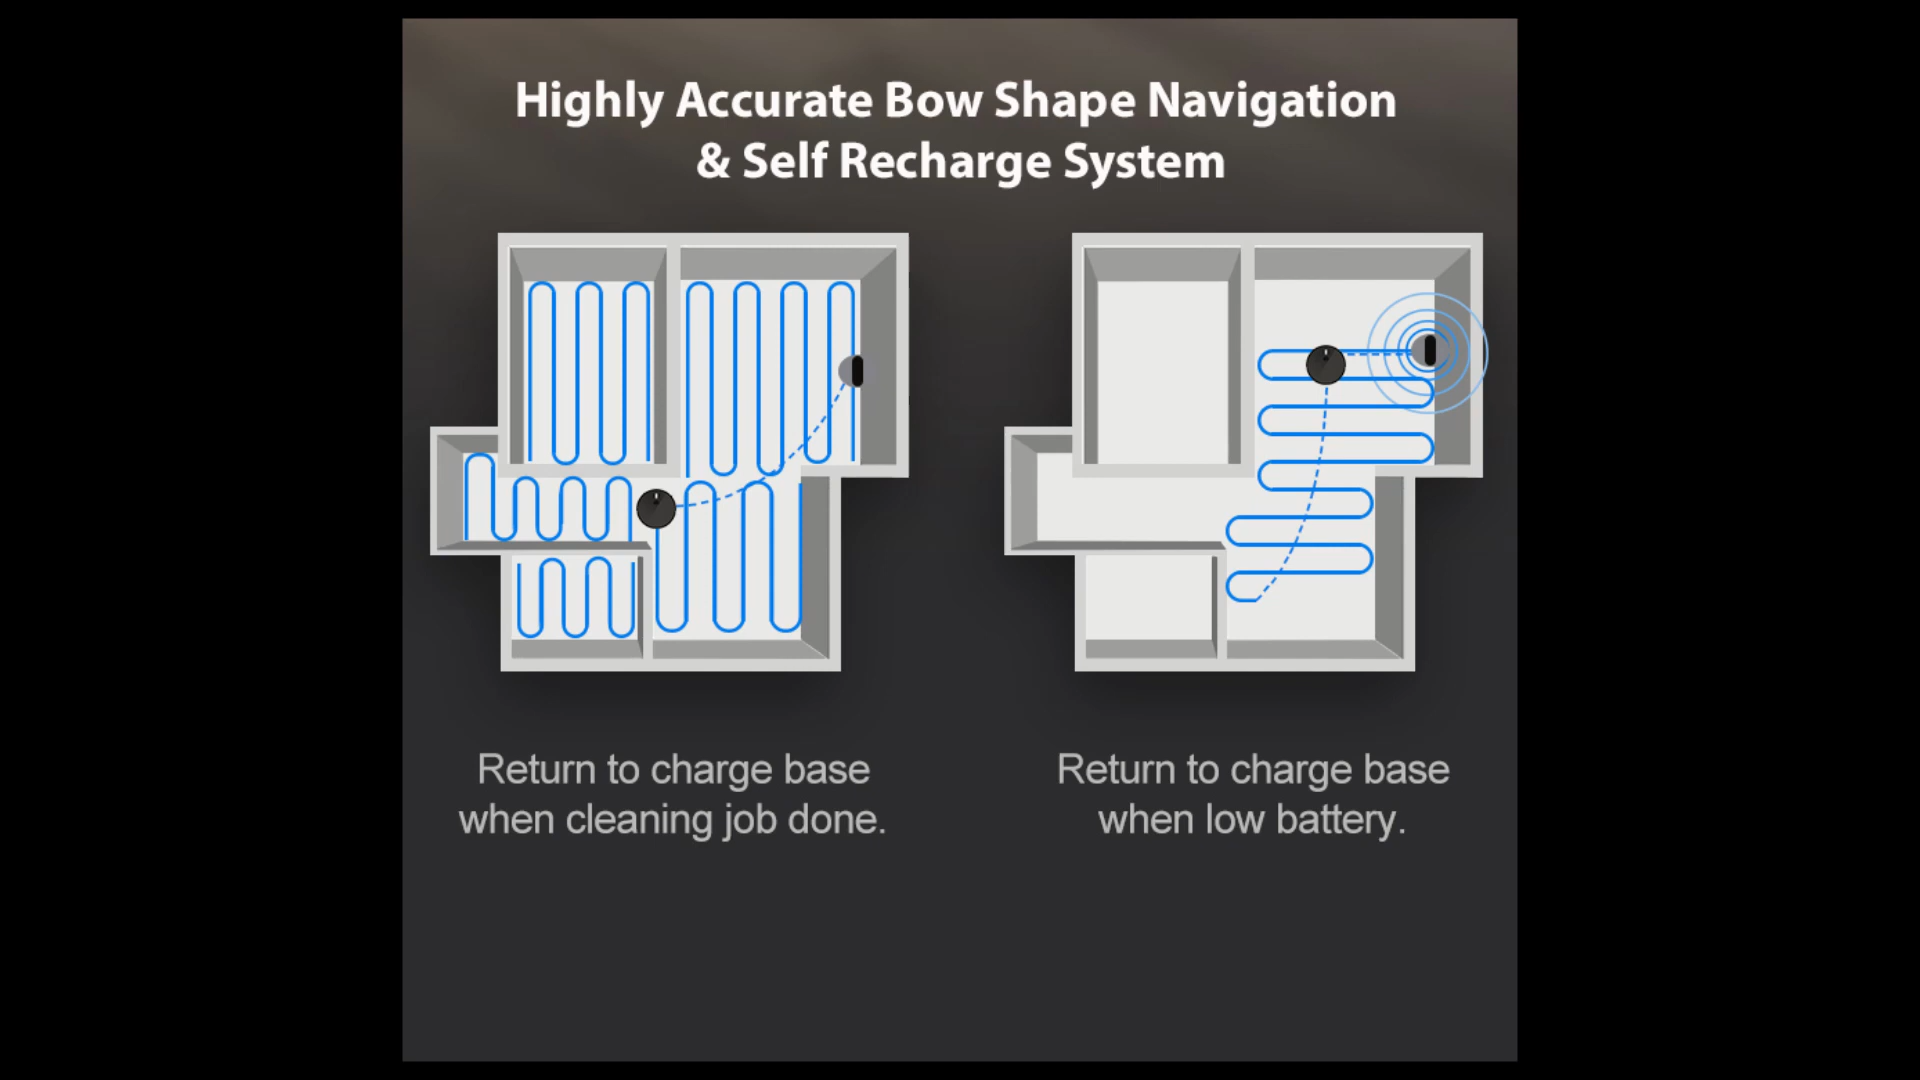 Highly Accurate Bow Shape Navigation
& Self Recharge System
Return to charge base
when cleaning job done.
Return to charge base
when low battery.